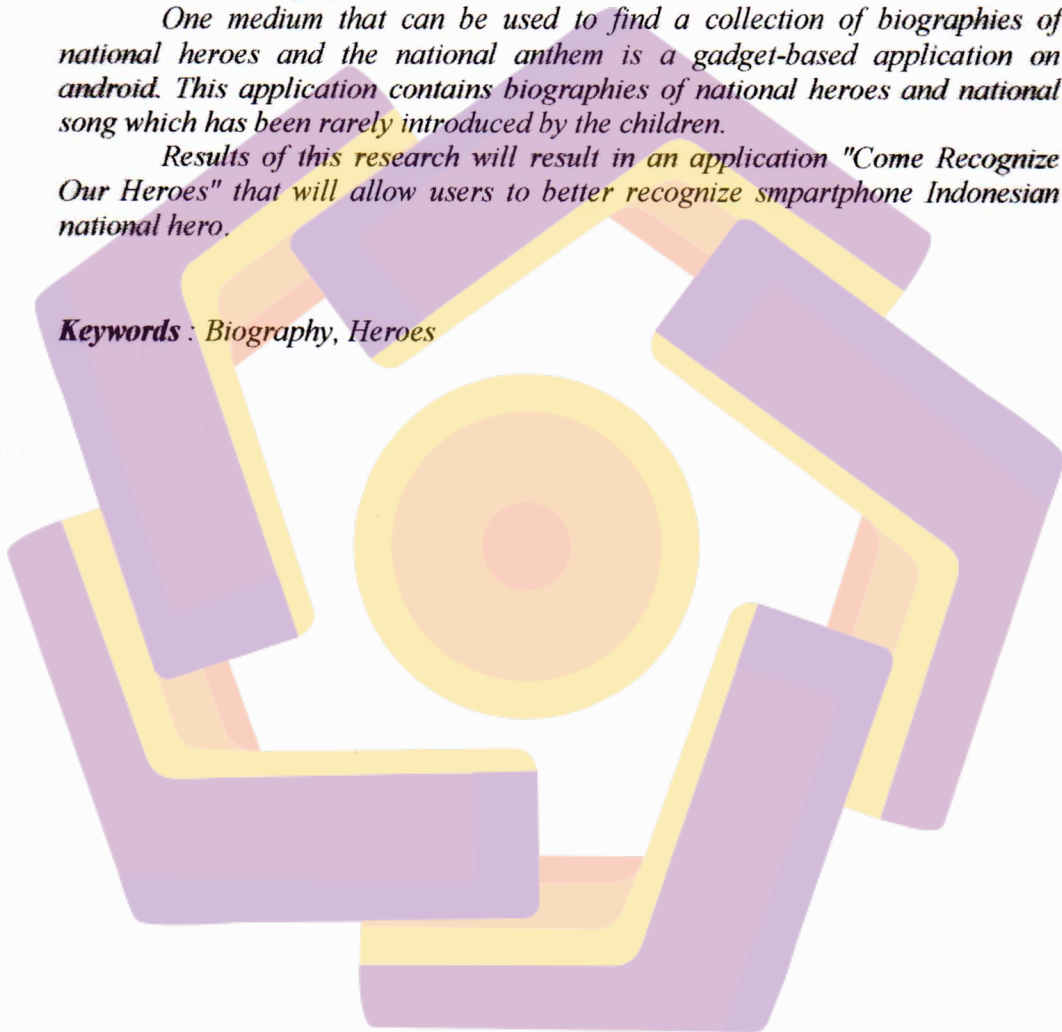 One medium that can be used to find a collection of biographies of
national heroes and the national anthem is a gadget-based application on
android. This application contains biographies of national heroes and national
song which has been rarely introduced by the children.
Results of this research will result in an application "Come Recognize
Our Heroes" that will allow users to better recognize smpartphone Indonesian
national hero.
Keywords : Biography, Heroes